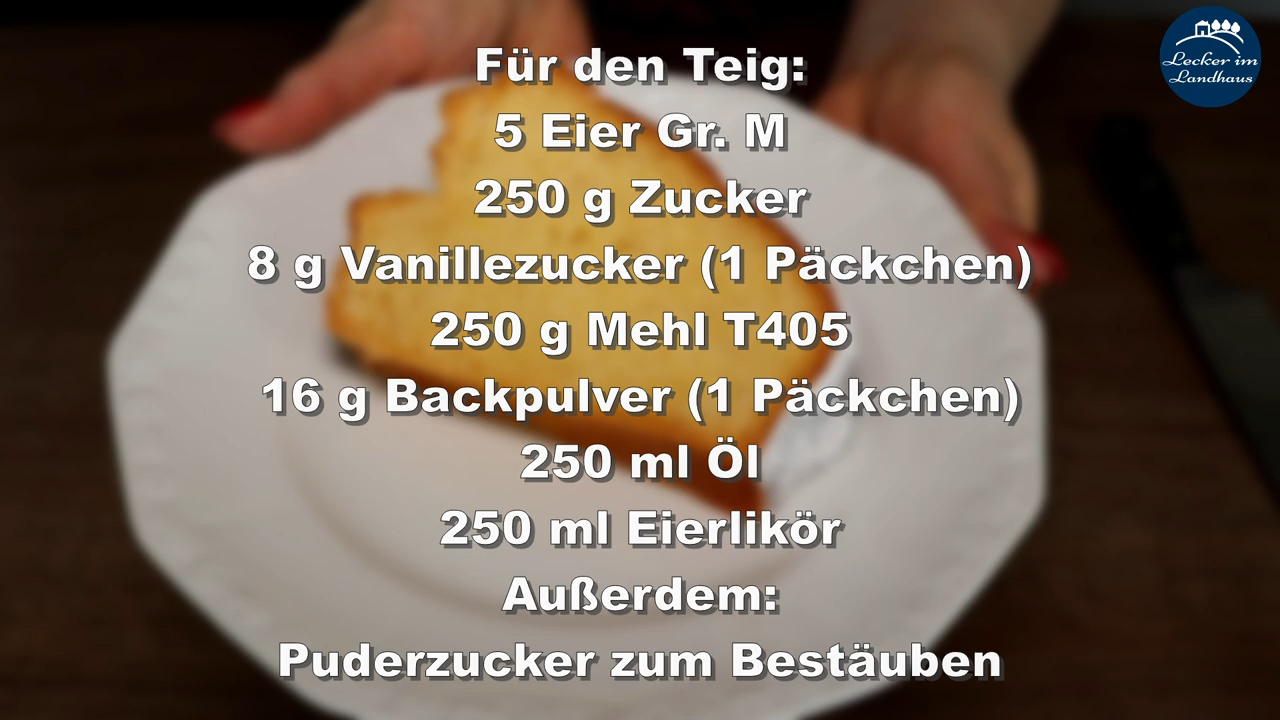 Für den Teig:
5 Eier Gr. M
250 g Zucker
8 g Vanillezucker (1 Päckchen)
250 g Mehl T405
16 g Backpulver (1 Päckchen)
250 ml Öl
250 ml Eierlikör
Außerdem:
Puderzucker zum Bestäuben
Lecker im
Landhaus